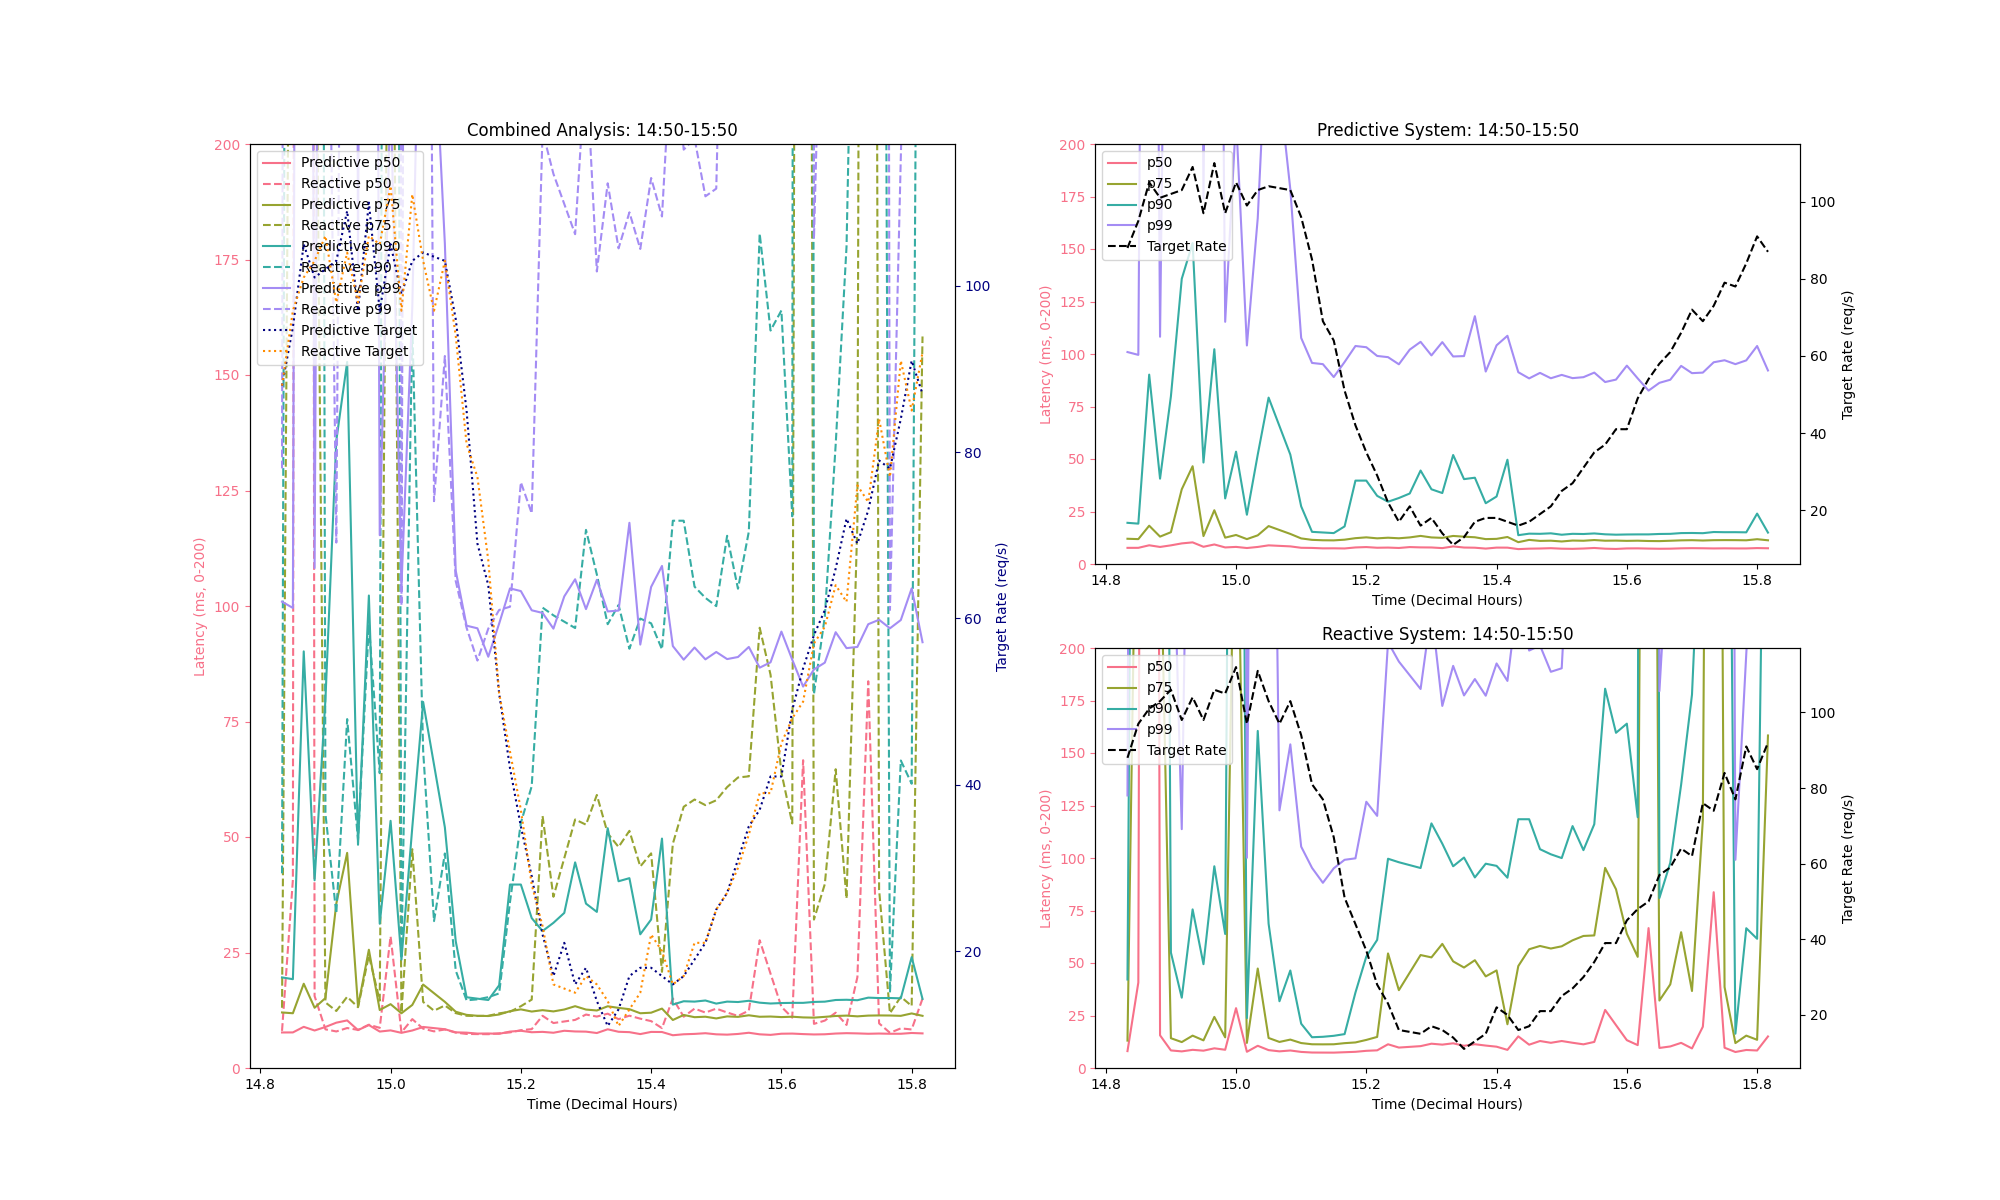 Combined Analysis: 14:50-15:50
200
175
150
125
100
75
50
25
0
Latency (ms, 0-200)
Predictive p50
Reactive p50
Predictive p75
Reactive p75
Predictive p90
Reactive p90
Predictive p99
Reactive p99
Predictive Target
Reactive Target
100
80
60
40
20
Target Rate (req/s)
14.8 15.0 15.2 15.4 15.6 15.8
Time (Decimal Hours)
Predictive System: 14:50-15:50
200
175
150
125
100
75
50
25
0
Latency (ms, 0-200)
p50
p75
p90
p99
Target Rate
100
80
60
40
20
Target Rate (req/s)
14.8 15.0 15.2 15.4 15.6 15.8
Time (Decimal Hours)
Reactive System: 14:50-15:50
200
175
150
125
100
75
50
25
0
Latency (ms, 0-200)
p50
p75
p90
p99
Target Rate
100
80
60
40
20
Target Rate (req/s)
14.8 15.0 15.2 15.4 15.6 15.8
Time (Decimal Hours)